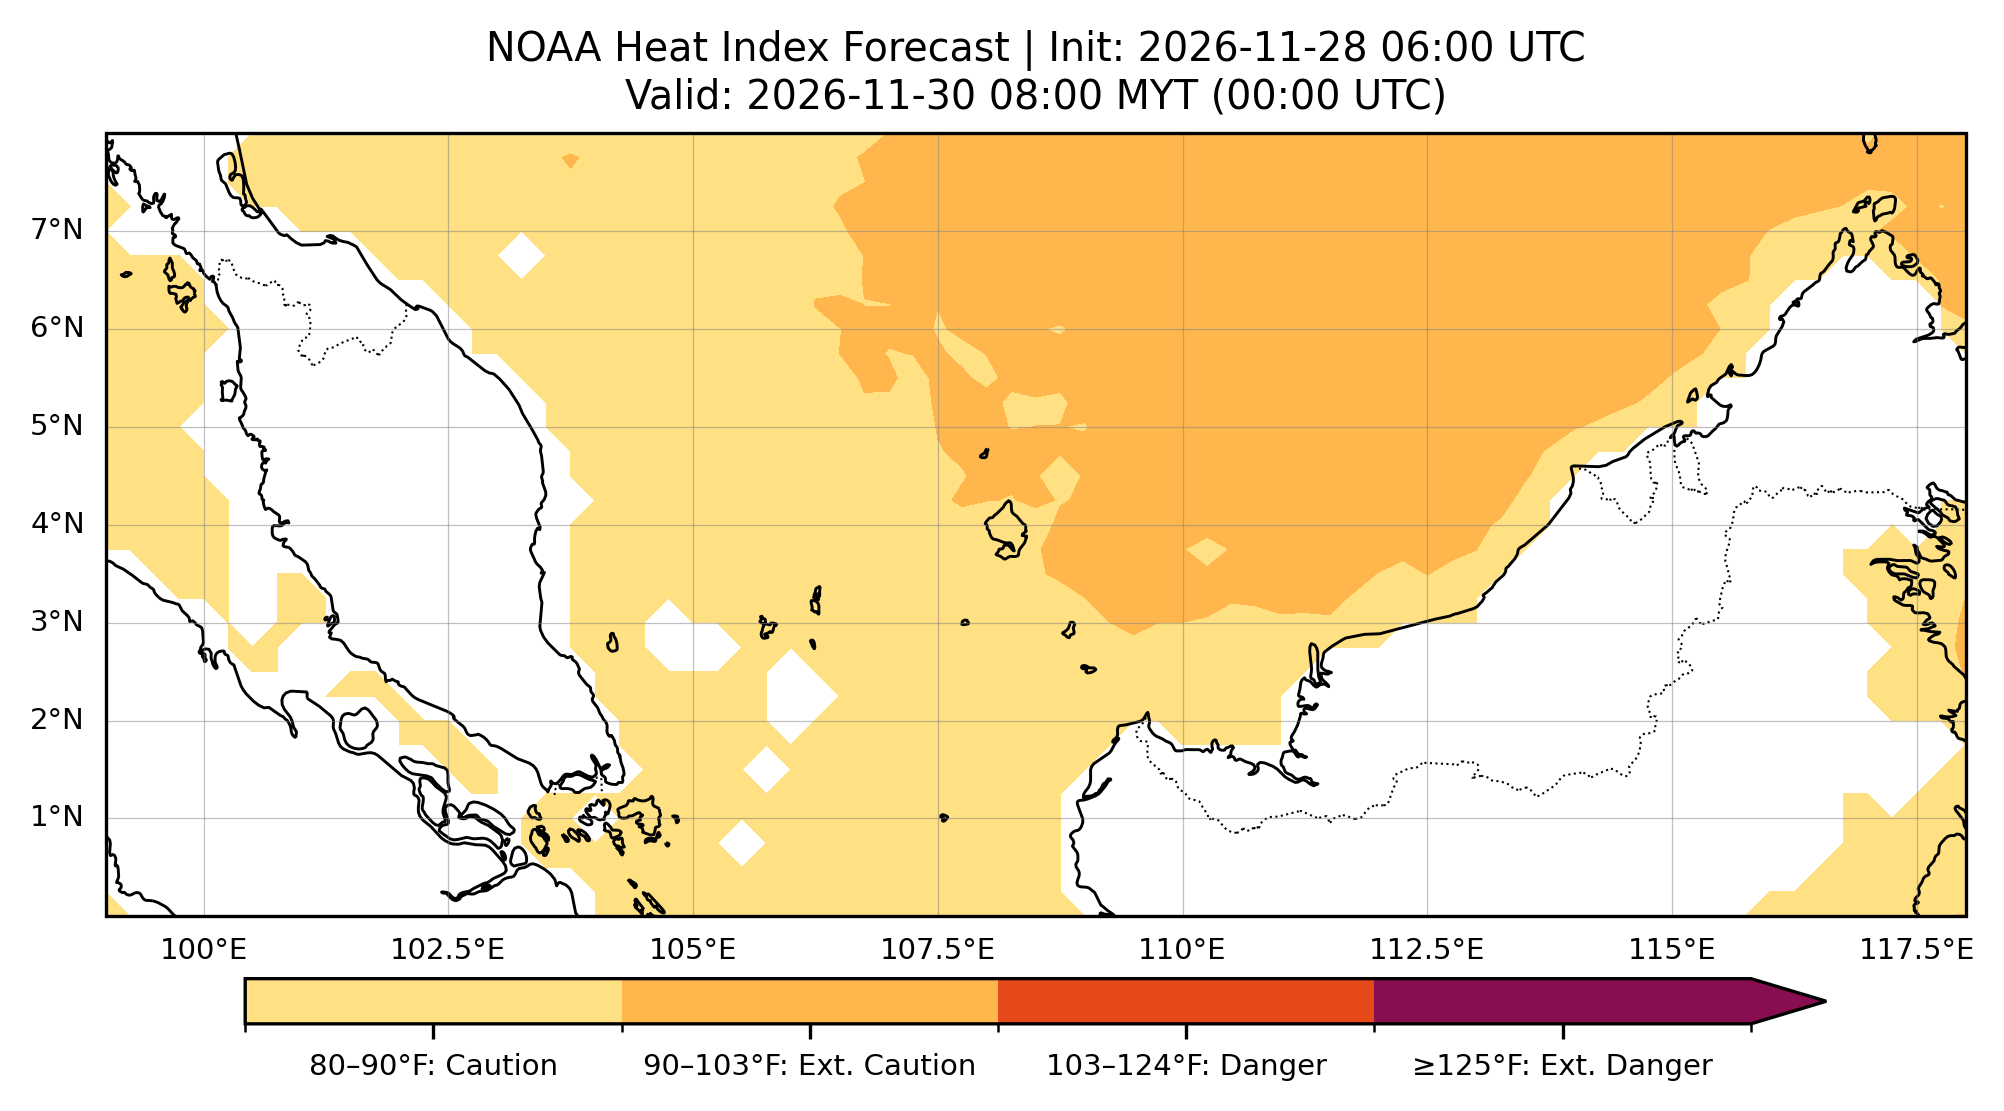 NOAA Heat Index Forecast | Init: 2026-11-28 06:00 UTC
Valid: 2026-11-30 08:00 MYT (00:00 UTC)
7°N
6°N
5°N
4°N
3°N
2°N
1°N
100°E 102.5°E 105°E 107.5°E 110°E 112.5°E 115°E 117.5°E
80–90°F: Caution 90–103°F: Ext. Caution 103–124°F: Danger ≥125°F: Ext. Danger